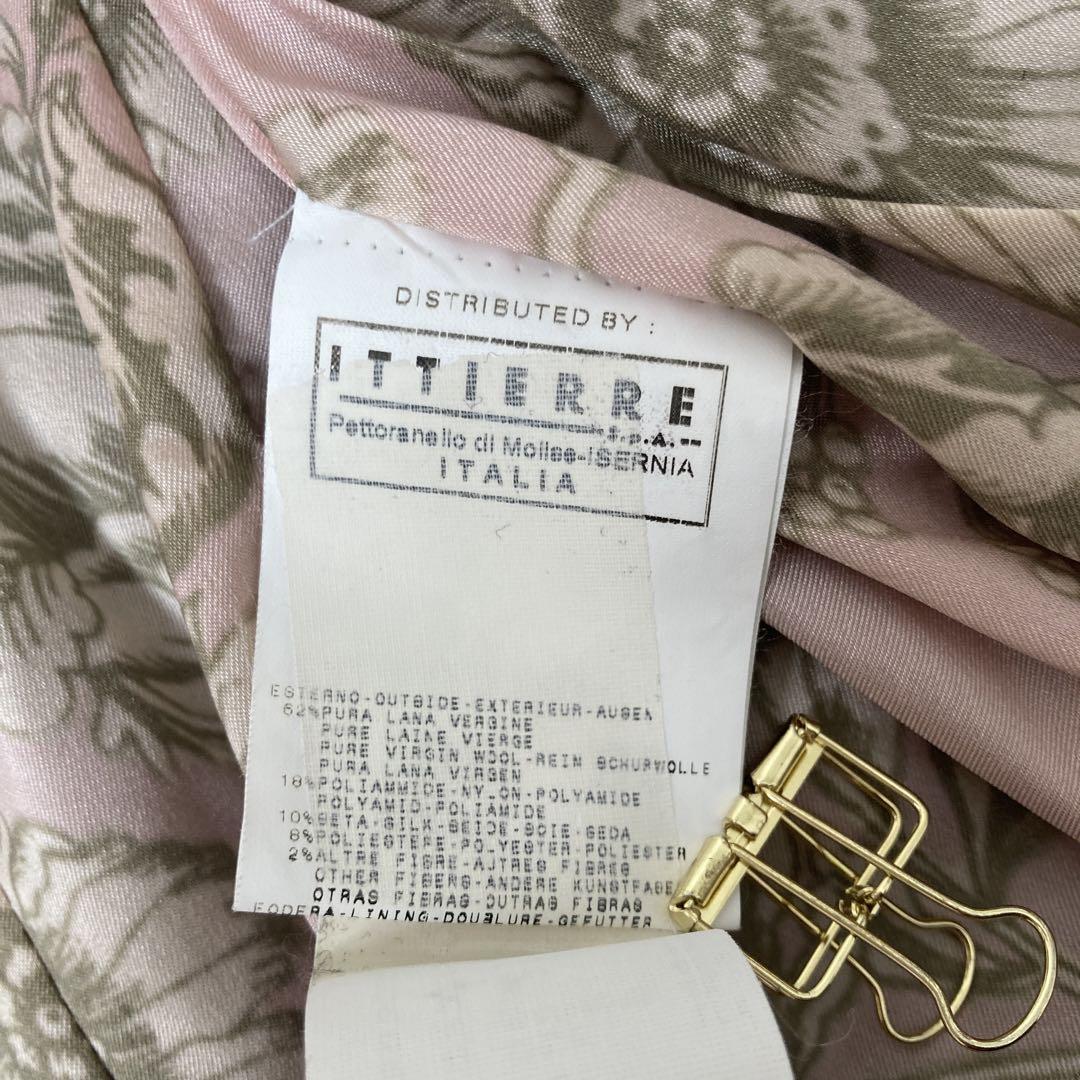 DISTRIBUTED BY :
ITTIERRE
S.P.A.
Pettoranello di Molise-ISERNIA
ITALIA
ESTERNO-OUTSIDE-EXTERIEUR-AUSEN
62%PURA LANA VERGINE
PURE LAINE VIERGE
PURE VIRGIN WOOL-REIN SCHURWOLLE
PURA LANA VIRGEN
18%POLIAMMIDE-NYLON-POLYAMIDE
POLYAMID-POLIAMIDE
10%SETA-SILK-SEIDE-SOIE-SEDA
8%POLIESTERE-POLYESTER-POLIESTER
2%ALTRE FIBRE-AUTRES FIBRES
OTHER FIBERS-ANDERE KUNSTFASE
OTRAS FIBRAS-OUTRAS FIBRAS
FODERA-LINING-DOUBLURE-GEFUTTER